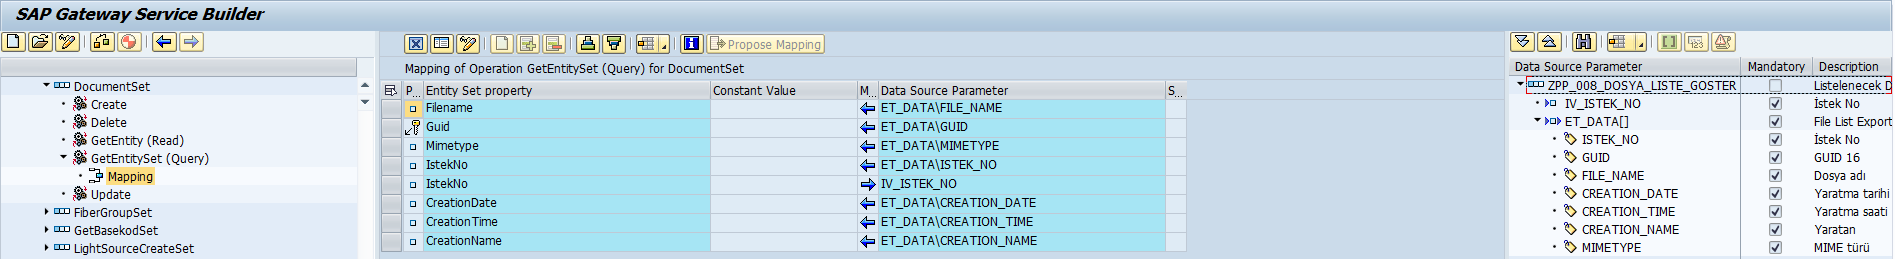 SAP Gateway Service Builder
DocumentSet
Create
Delete
GetEntity (Read)
GetEntitySet (Query)
Mapping
Update
FiberGroupSet
GetBasekodSet
LightSourceCreateSet
Propose Mapping
Mapping of Operation GetEntitySet (Query) for DocumentSet
P... Entity Set property Constant Value M... Data Source Parameter S...
Filename ET_DATA\FILE_NAME
Guid ET_DATA\GUID
Mimetype ET_DATA\MIMETYPE
IstekNo ET_DATA\ISTEK_NO
IstekNo IV_ISTEK_NO
CreationDate ET_DATA\CREATION_DATE
CreationTime ET_DATA\CREATION_TIME
CreationName ET_DATA\CREATION_NAME
Data Source Parameter Mandatory Description
ZPP_008_DOSYA_LISTE_GOSTER Listelenecek D
IV_ISTEK_NO İstek No
ET_DATA[] File List Export
ISTEK_NO İstek No
GUID GUID 16
FILE_NAME Dosya adı
CREATION_DATE Yaratma tarihi
CREATION_TIME Yaratma saati
CREATION_NAME Yaratan
MIMETYPE MIME türü